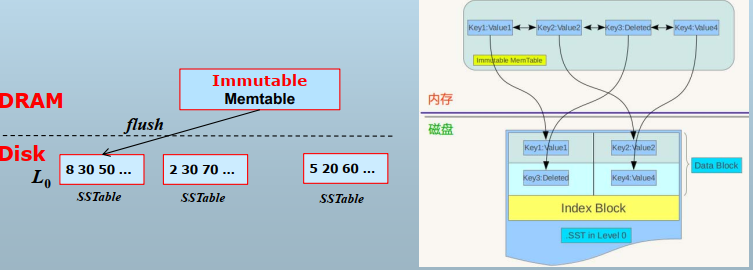 Immutable
Memtable
DRAM
flush
Disk
L0
8 30 50 ...
2 30 70 ...
5 20 60 ...
SSTable
SSTable
SSTable
Key1:Value1
Key2:Value2
Key3:Deleted
Key4:Value4
Immutable MemTable
内存
磁盘
Key1:Value1
Key2:Value2
Key3:Deleted
Key4:Value4
Data Block
Index Block
.SST in Level 0